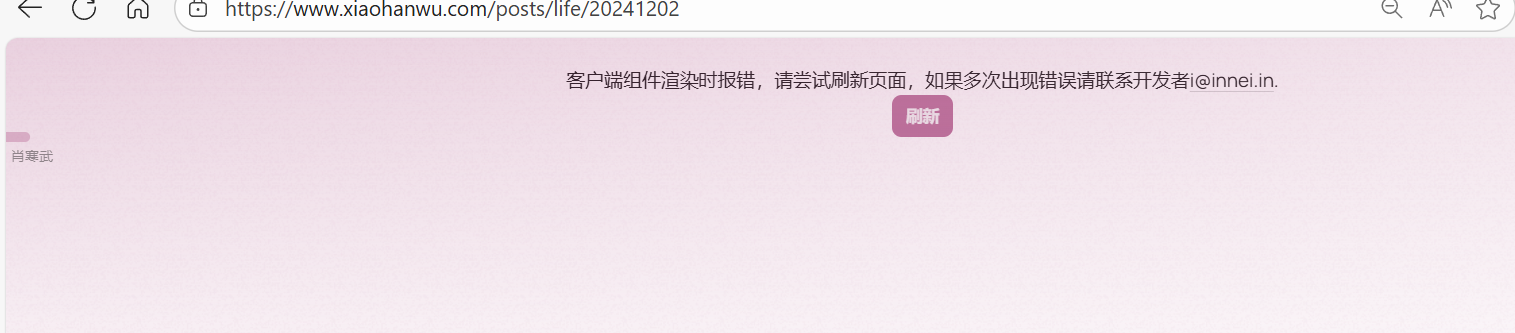 https://www.xiaohanwu.com/posts/life/20241202
客户端组件渲染时报错，请尝试刷新页面，如果多次出现错误请联系开发者i@innei.in.
刷新
肖寒武